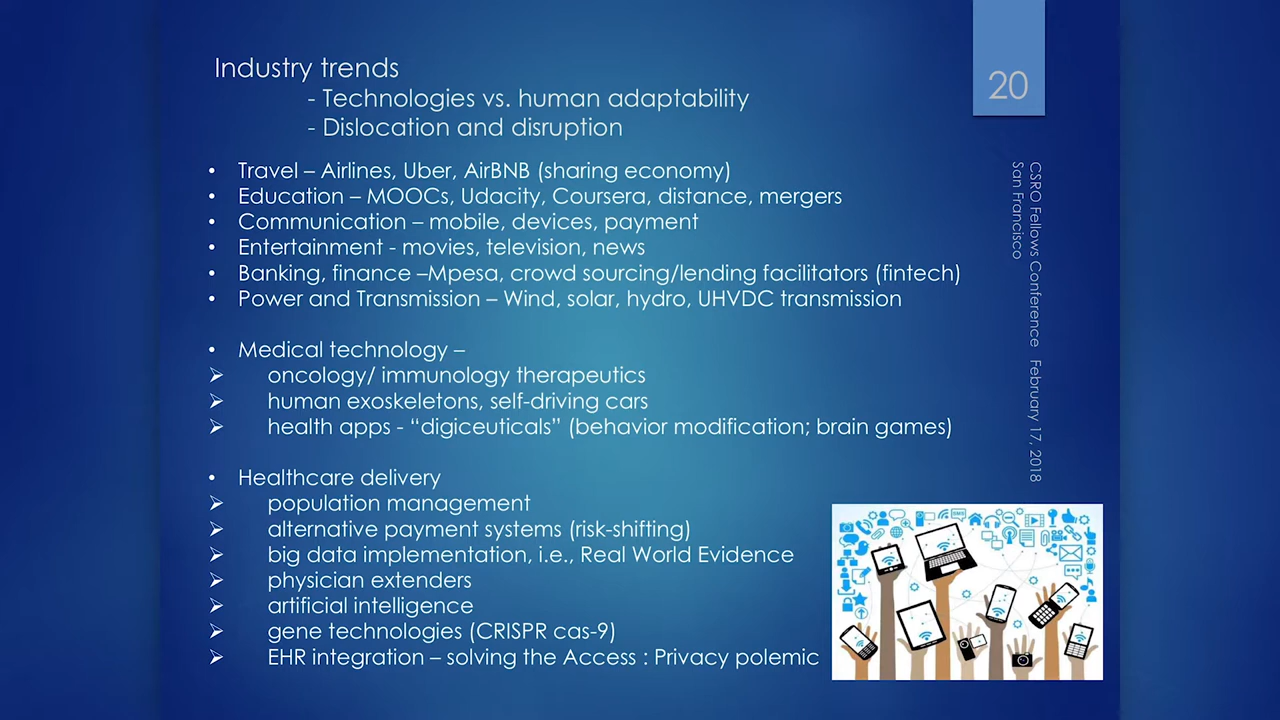 Industry trends
- Technologies vs. human adaptability
- Dislocation and disruption
20
• Travel – Airlines, Uber, AirBNB (sharing economy)
• Education – MOOCs, Udacity, Coursera, distance, mergers
• Communication – mobile, devices, payment
• Entertainment - movies, television, news
• Banking, finance –Mpesa, crowd sourcing/lending facilitators (fintech)
• Power and Transmission – Wind, solar, hydro, UHVDC transmission
• Medical technology –
➢ oncology/ immunology therapeutics
➢ human exoskeletons, self-driving cars
➢ health apps - “digiceuticals” (behavior modification; brain games)
• Healthcare delivery
➢ population management
➢ alternative payment systems (risk-shifting)
➢ big data implementation, i.e., Real World Evidence
➢ physician extenders
➢ artificial intelligence
➢ gene technologies (CRISPR cas-9)
➢ EHR integration – solving the Access : Privacy polemic
CSRO Fellows Conference February 17, 2018
San Francisco